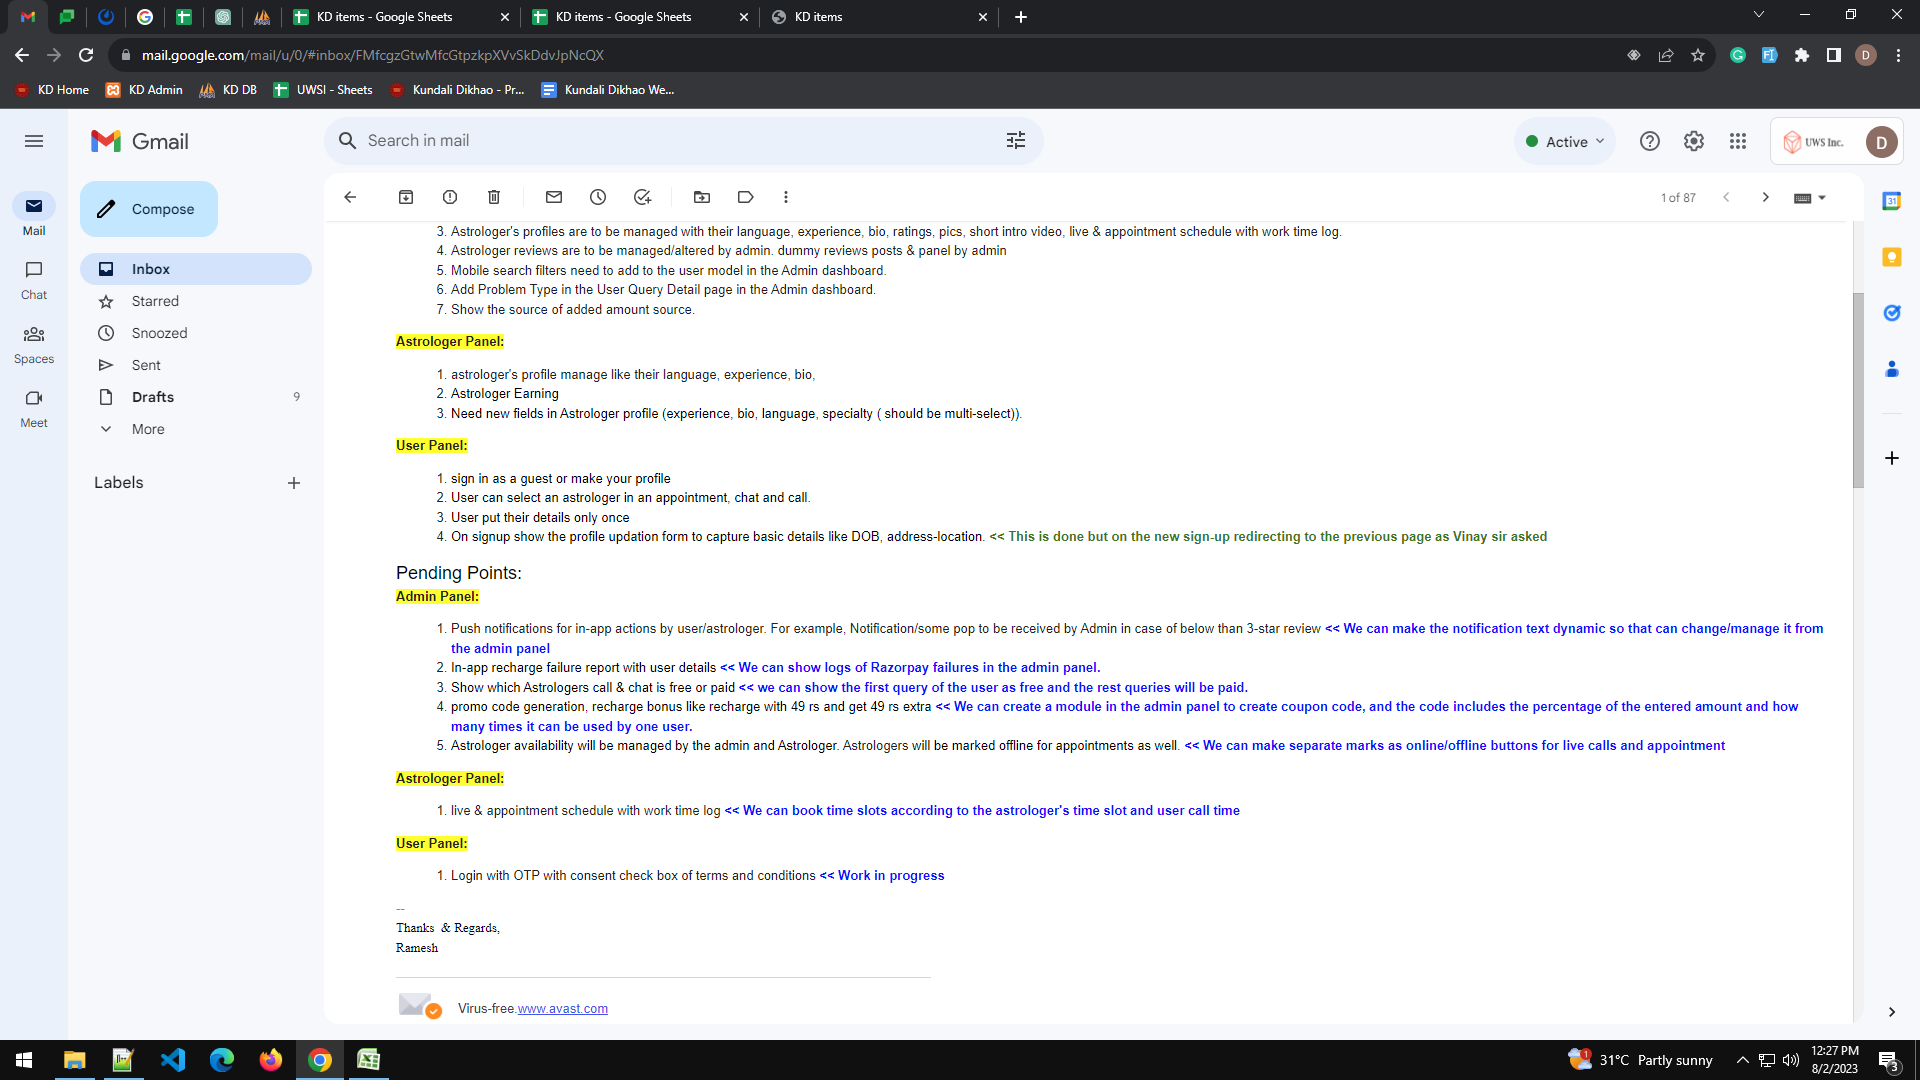 KD items - Google Sheets
KD items - Google Sheets
KD items
mail.google.com/mail/u/0/#inbox/FMfcgzGtwMfcGtpzkpXVvSkDdvJpNcQX
D
KD Home
KD Admin
KD DB
UWSI - Sheets
Kundali Dikhao - Pr...
Kundali Dikhao We...
Gmail
Search in mail
Active
UWS Inc.
D
Compose
1 of 87
Mail
Chat
Spaces
Meet
Inbox
Starred
Snoozed
Sent
Drafts 9
More
Labels
3. Astrologer's profiles are to be managed with their language, experience, bio, ratings, pics, short intro video, live & appointment schedule with work time log.
4. Astrologer reviews are to be managed/altered by admin. dummy reviews posts & panel by admin
5. Mobile search filters need to add to the user model in the Admin dashboard.
6. Add Problem Type in the User Query Detail page in the Admin dashboard.
7. Show the source of added amount source.
Astrologer Panel:
1. astrologer's profile manage like their language, experience, bio,
2. Astrologer Earning
3. Need new fields in Astrologer profile (experience, bio, language, specialty ( should be multi-select)).
User Panel:
1. sign in as a guest or make your profile
2. User can select an astrologer in an appointment, chat and call.
3. User put their details only once
4. On signup show the profile updation form to capture basic details like DOB, address-location. << This is done but on the new sign-up redirecting to the previous page as Vinay sir asked
Pending Points:
Admin Panel:
1. Push notifications for in-app actions by user/astrologer. For example, Notification/some pop to be received by Admin in case of below than 3-star review << We can make the notification text dynamic so that can change/manage it from
the admin panel
2. In-app recharge failure report with user details << We can show logs of Razorpay failures in the admin panel.
3. Show which Astrologers call & chat is free or paid << we can show the first query of the user as free and the rest queries will be paid.
4. promo code generation, recharge bonus like recharge with 49 rs and get 49 rs extra << We can create a module in the admin panel to create coupon code, and the code includes the percentage of the entered amount and how
many times it can be used by one user.
5. Astrologer availability will be managed by the admin and Astrologer. Astrologers will be marked offline for appointments as well. << We can make separate marks as online/offline buttons for live calls and appointment
Astrologer Panel:
1. live & appointment schedule with work time log << We can book time slots according to the astrologer's time slot and user call time
User Panel:
1. Login with OTP with consent check box of terms and conditions << Work in progress
--
Thanks & Regards,
Ramesh
Virus-free.www.avast.com
31
1
31°C Partly sunny
12:27 PM
8/2/2023
3